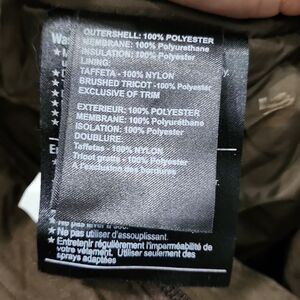 OUTERSHELL: 100% POLYESTER
MEMBRANE: 100% Polyurethane
INSULATION: 100% Polyester
LINING:
TAFFETA - 100% NYLON
BRUSHED TRICOT -100% Polyester
EXCLUSIVE OF TRIM
EXTERIEUR: 100% POLYESTER
MEMBRANE: 100% Polyuréthane
ISOLATION: 100% Polyester
DOUBLURE:
Taffetas - 100% NYLON
Tricot gratté - 100% Polyester
A l'exclusion des bordures
★ Ne pas utiliser d'assouplissant.
★ Entretenir régulièrement l'imperméabilité de
votre vêtement. Utiliser seulement des
sprays adaptés